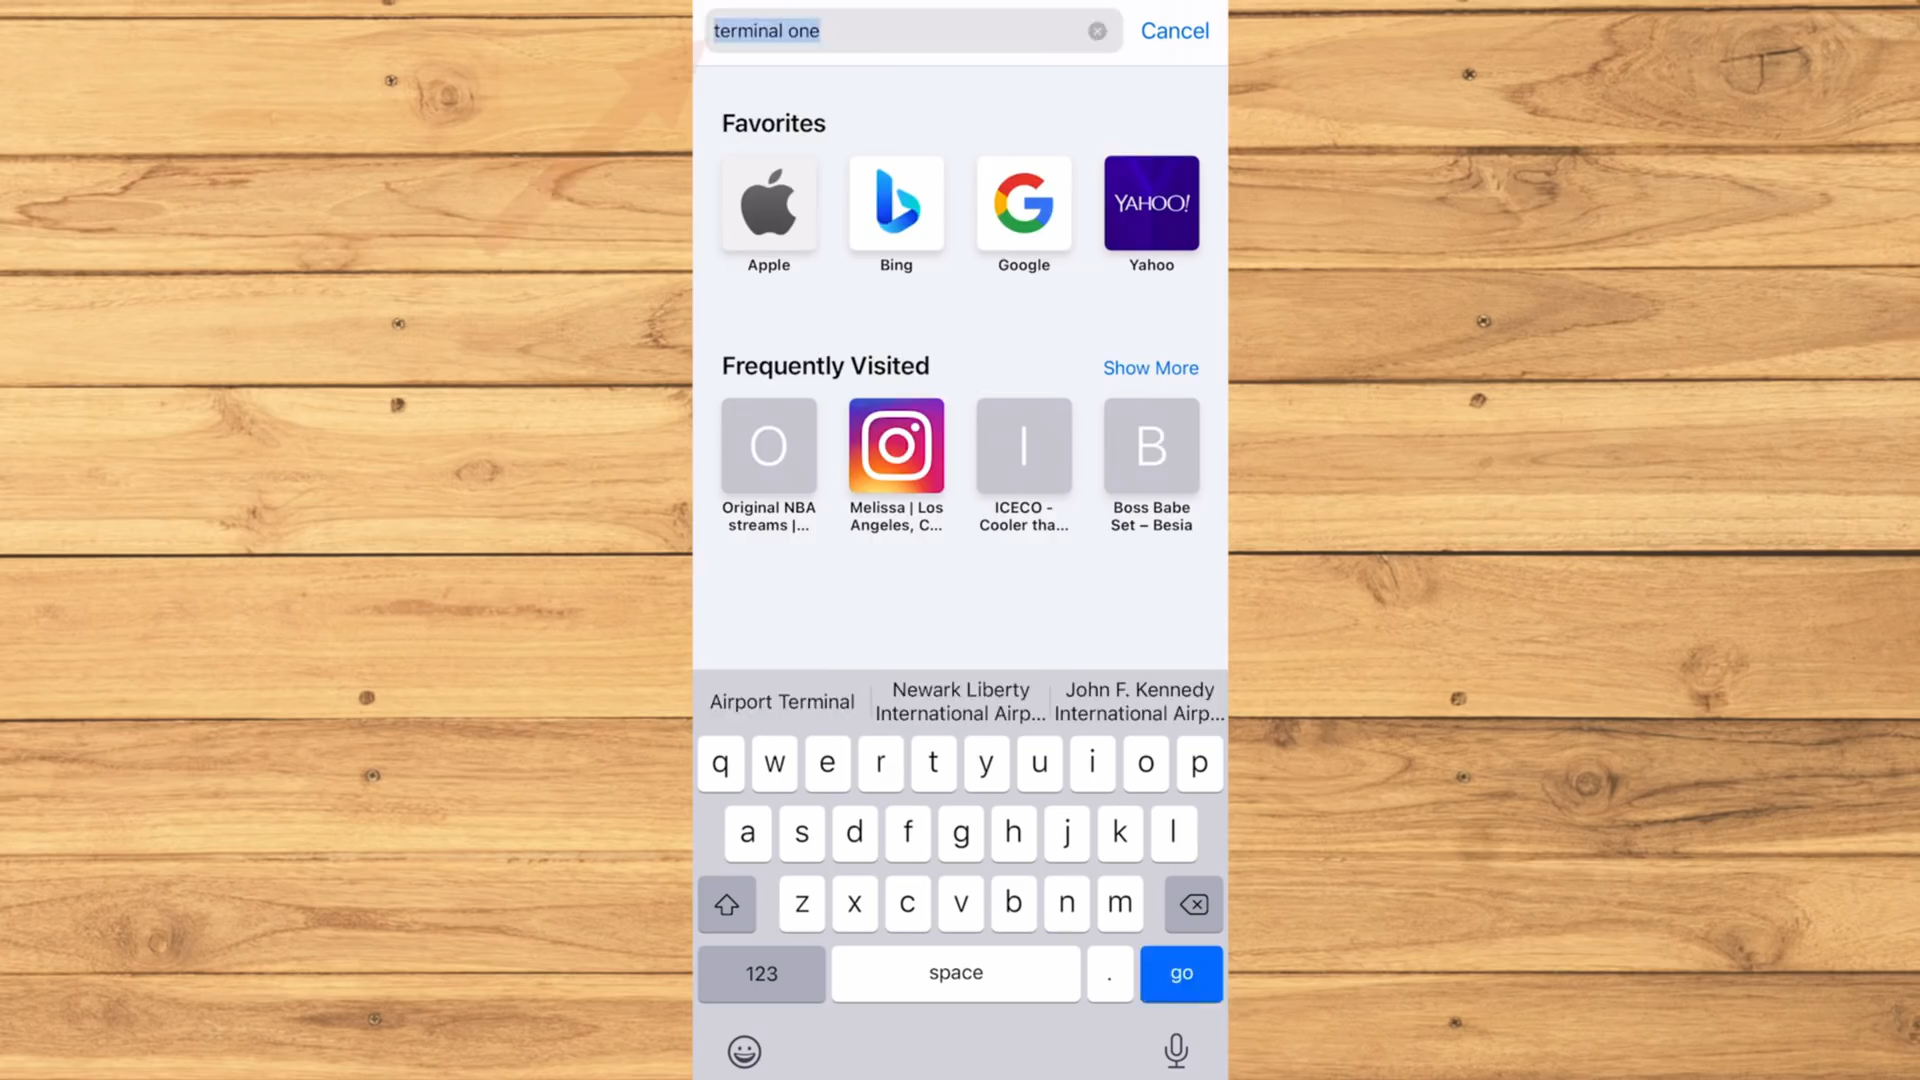 terminal one
Cancel
Favorites
YAHOO!
Apple
Bing
Google
Yahoo
Frequently Visited
Show More
O
I
B
Original NBA
streams |...
Melissa | Los
Angeles, C...
ICECO -
Cooler tha...
Boss Babe
Set – Besia
Airport Terminal
Newark Liberty
International Airp...
John F. Kennedy
International Airp...
q w e r t y u i o p
a s d f g h j k l
z x c v b n m
123
space
.
go